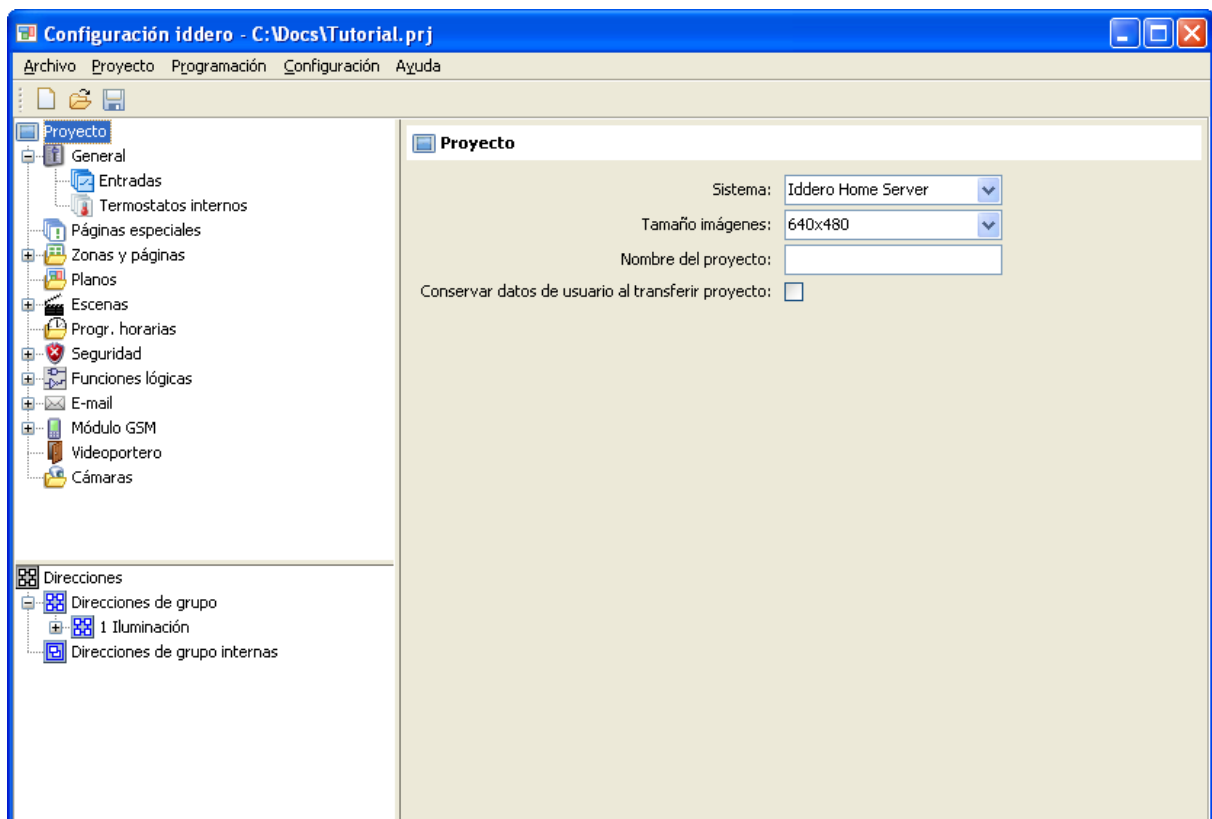 Configuración iddero - C:\Docs\Tutorial.prj
Archivo Proyecto Programación Configuración Ayuda
Proyecto
General
Entradas
Termostatos internos
Páginas especiales
Zonas y páginas
Planos
Escenas
Progr. horarias
Seguridad
Funciones lógicas
E-mail
Módulo GSM
Videoportero
Cámaras
Direcciones
Direcciones de grupo
1 Iluminación
Direcciones de grupo internas
Proyecto
Sistema: Iddero Home Server
Tamaño imágenes: 640x480
Nombre del proyecto:
Conservar datos de usuario al transferir proyecto: